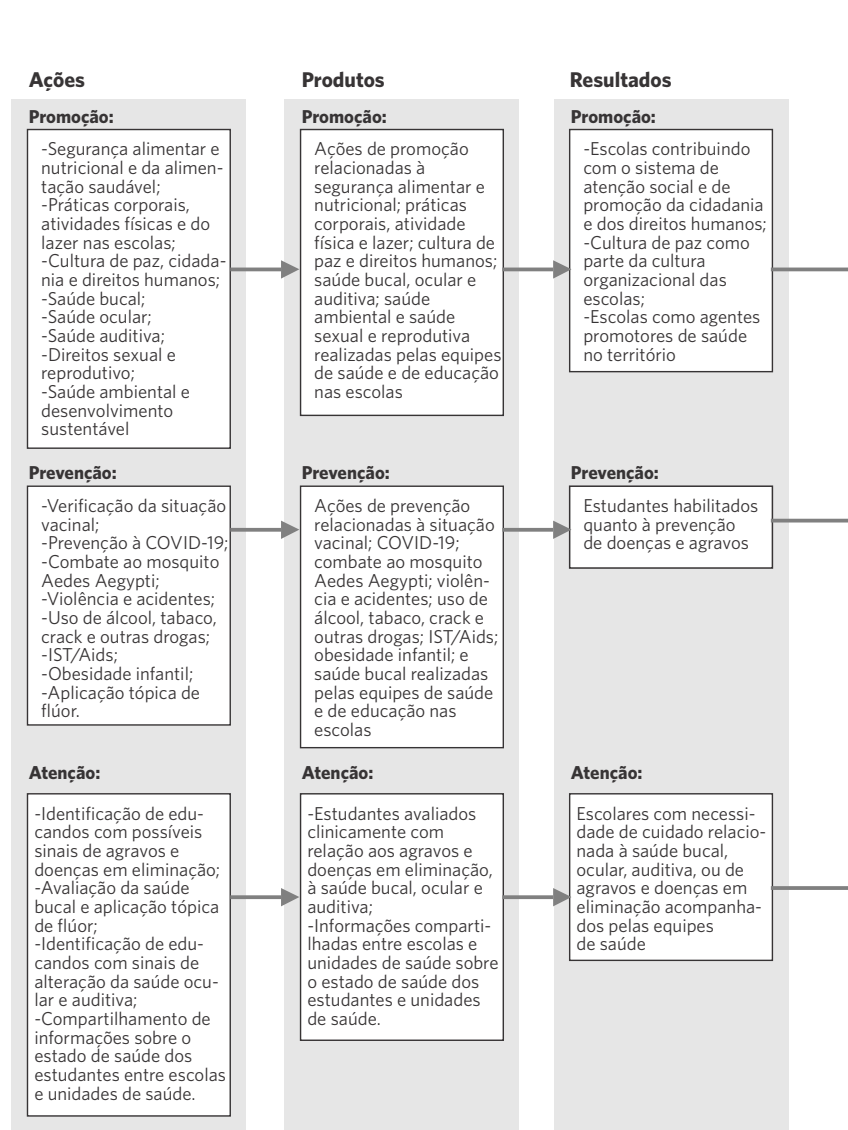 Ações
Promoção:
-Segurança alimentar e
nutricional e da alimen-
tação saudável;
-Práticas corporais,
atividades físicas e do
lazer nas escolas;
-Cultura de paz, cidada-
nia e direitos humanos;
-Saúde bucal;
-Saúde ocular;
-Saúde auditiva;
-Direitos sexual e
reprodutivo;
-Saúde ambiental e
desenvolvimento
sustentável
Prevenção:
-Verificação da situação
vacinal;
-Prevenção à COVID-19;
-Combate ao mosquito
Aedes Aegypti;
-Violência e acidentes;
-Uso de álcool, tabaco,
crack e outras drogas;
-IST/Aids;
-Obesidade infantil;
-Aplicação tópica de
flúor.
Atenção:
-Identificação de edu-
candos com possíveis
sinais de agravos e
doenças em eliminação;
-Avaliação da saúde
bucal e aplicação tópica
de flúor;
-Identificação de edu-
candos com sinais de
alteração da saúde ocu-
lar e auditiva;
-Compartilhamento de
informações sobre o
estado de saúde dos
estudantes entre escolas
e unidades de saúde.
Produtos
Promoção:
Ações de promoção
relacionadas à
segurança alimentar e
nutricional; práticas
corporais, atividade
física e lazer; cultura de
paz e direitos humanos;
saúde bucal, ocular e
auditiva; saúde
ambiental e saúde
sexual e reprodutiva
realizadas pelas equipes
de saúde e de educação
nas escolas
Prevenção:
Ações de prevenção
relacionadas à situação
vacinal; COVID-19;
combate ao mosquito
Aedes Aegypti; violên-
cia e acidentes; uso de
álcool, tabaco, crack e
outras drogas; IST/Aids;
obesidade infantil; e
saúde bucal realizadas
pelas equipes de saúde
e de educação nas
escolas
Atenção:
-Estudantes avaliados
clinicamente com
relação aos agravos e
doenças em eliminação,
à saúde bucal, ocular e
auditiva;
-Informações comparti-
lhadas entre escolas e
unidades de saúde sobre
o estado de saúde dos
estudantes e unidades
de saúde.
Resultados
Promoção:
-Escolas contribuindo
com o sistema de
atenção social e de
promoção da cidadania
e dos direitos humanos;
-Cultura de paz como
parte da cultura
organizacional das
escolas;
-Escolas como agentes
promotores de saúde
no território
Prevenção:
Estudantes habilitados
quanto à prevenção
de doenças e agravos
Atenção:
Escolares com necessi-
dade de cuidado relacio-
nada à saúde bucal,
ocular, auditiva, ou de
agravos e doenças em
eliminação acompanha-
dos pelas equipes
de saúde